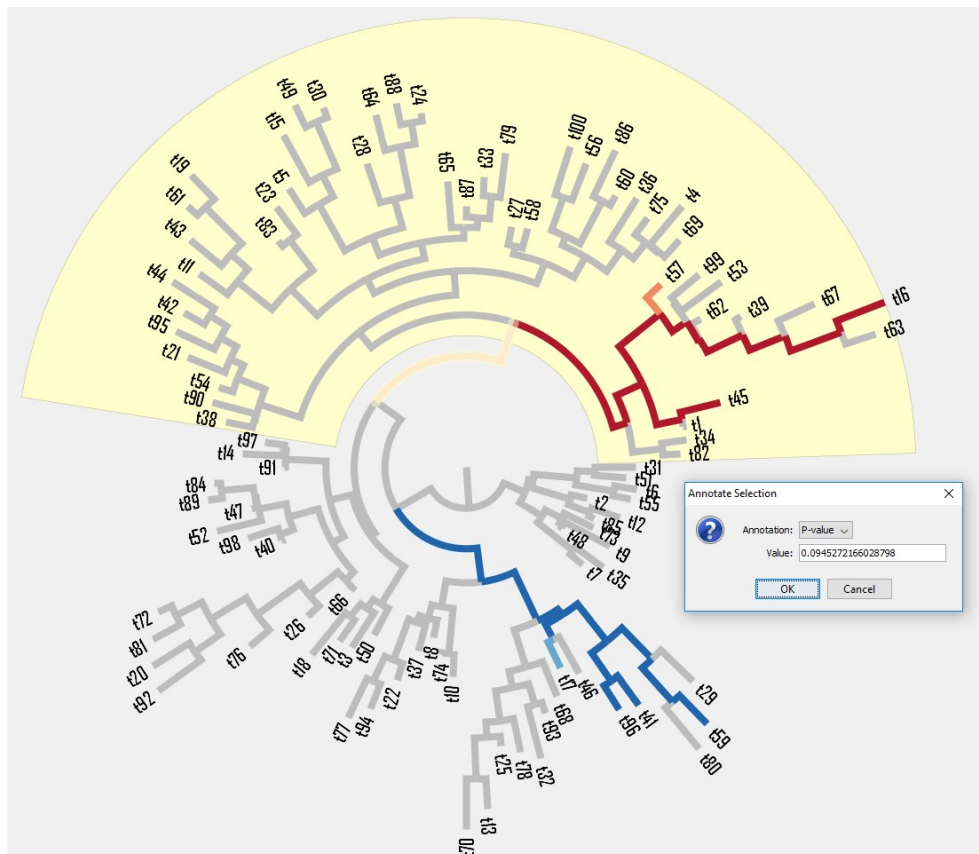 t49
t30
t88
t64
t24
t15
t100
t86
t79
t56
t28
t33
t36
t19
t65
t5
t60
t4
t61
t23
t87
t75
t27
t58
t69
t43
t83
t11
t44
t57
t99
t53
t42
t95
t62
t39
t67
t16
t21
t63
t54
t90
t45
t38
t1
t97
t34
t14
t91
t82
t31
t51
t84
t6
t89
t2
t55
t47
t85
t12
t52
t98
t40
t48
t73
t9
t7
t35
t72
t66
t26
t81
t76
t18
t71
t3
t50
t37
t8
t20
t74
t17
t46
t29
t92
t22
t10
t68
t41
t77
t94
t93
t96
t59
t25
t78
t32
t80
t13
t70
Annotate Selection
Annotation: P-value
Value: 0.0945272166028798
OK Cancel